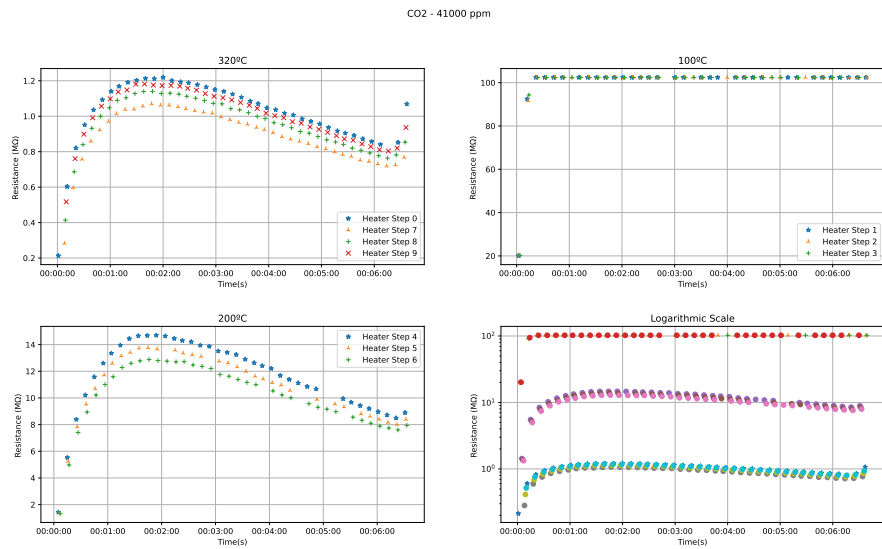 CO2 - 41000 ppm
320ºC
Resistance (MΩ)
1.2
1.0
0.8
0.6
0.4
0.2
Heater Step 0
Heater Step 7
Heater Step 8
Heater Step 9
00:00:00 00:01:00 00:02:00 00:03:00 00:04:00 00:05:00 00:06:00
Time(s)
100ºC
Resistance (MΩ)
100
80
60
40
20
Heater Step 1
Heater Step 2
Heater Step 3
00:00:00 00:01:00 00:02:00 00:03:00 00:04:00 00:05:00 00:06:00
Time(s)
200ºC
Resistance (MΩ)
14
12
10
8
6
4
2
Heater Step 4
Heater Step 5
Heater Step 6
00:00:00 00:01:00 00:02:00 00:03:00 00:04:00 00:05:00 00:06:00
Time(s)
Logarithmic Scale
Resistance (MΩ)
10²
10¹
10⁰
00:00:00 00:01:00 00:02:00 00:03:00 00:04:00 00:05:00 00:06:00
Time(s)